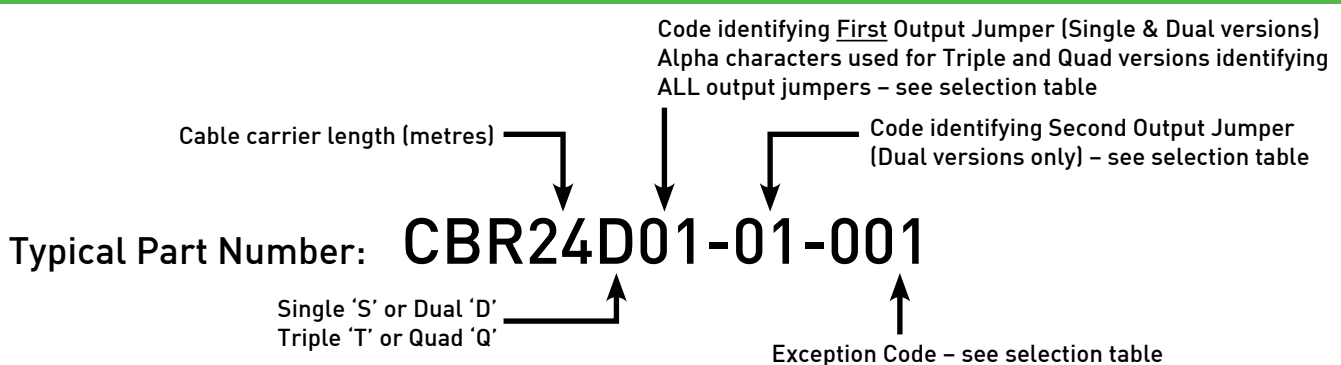 Code identifying First Output Jumper (Single & Dual versions)
Alpha characters used for Triple and Quad versions identifying
ALL output jumpers – see selection table
Cable carrier length (metres)
Code identifying Second Output Jumper
(Dual versions only) – see selection table
Typical Part Number: CBR24D01-01-001
Single ‘S’ or Dual ‘D’
Triple ‘T’ or Quad ‘Q’
Exception Code – see selection table